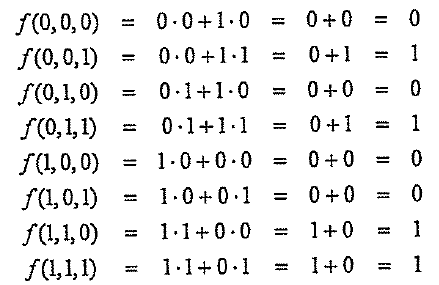 f(0,0,0) = 0·0+1·0 = 0+0 = 0
f(0,0,1) = 0·0+1·1 = 0+1 = 1
f(0,1,0) = 0·1+1·0 = 0+0 = 0
f(0,1,1) = 0·1+1·1 = 0+1 = 1
f(1,0,0) = 1·0+0·0 = 0+0 = 0
f(1,0,1) = 1·0+0·1 = 0+0 = 0
f(1,1,0) = 1·1+0·0 = 1+0 = 1
f(1,1,1) = 1·1+0·1 = 1+0 = 1